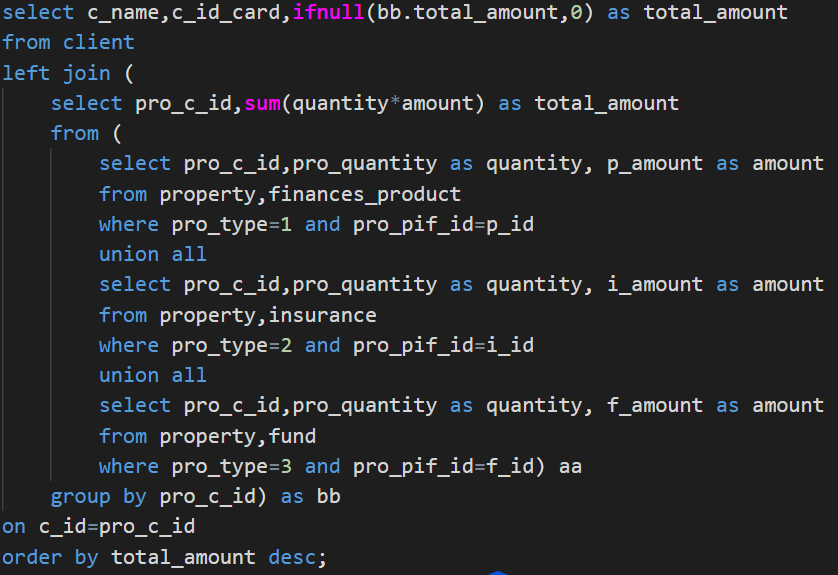 select c_name,c_id_card,ifnull(bb.total_amount,0) as total_amount
from client
left join (
select pro_c_id,sum(quantity*amount) as total_amount
from (
select pro_c_id,pro_quantity as quantity, p_amount as amount
from property,finances_product
where pro_type=1 and pro_pif_id=p_id
union all
select pro_c_id,pro_quantity as quantity, i_amount as amount
from property,insurance
where pro_type=2 and pro_pif_id=i_id
union all
select pro_c_id,pro_quantity as quantity, f_amount as amount
from property,fund
where pro_type=3 and pro_pif_id=f_id) aa
group by pro_c_id) as bb
on c_id=pro_c_id
order by total_amount desc;